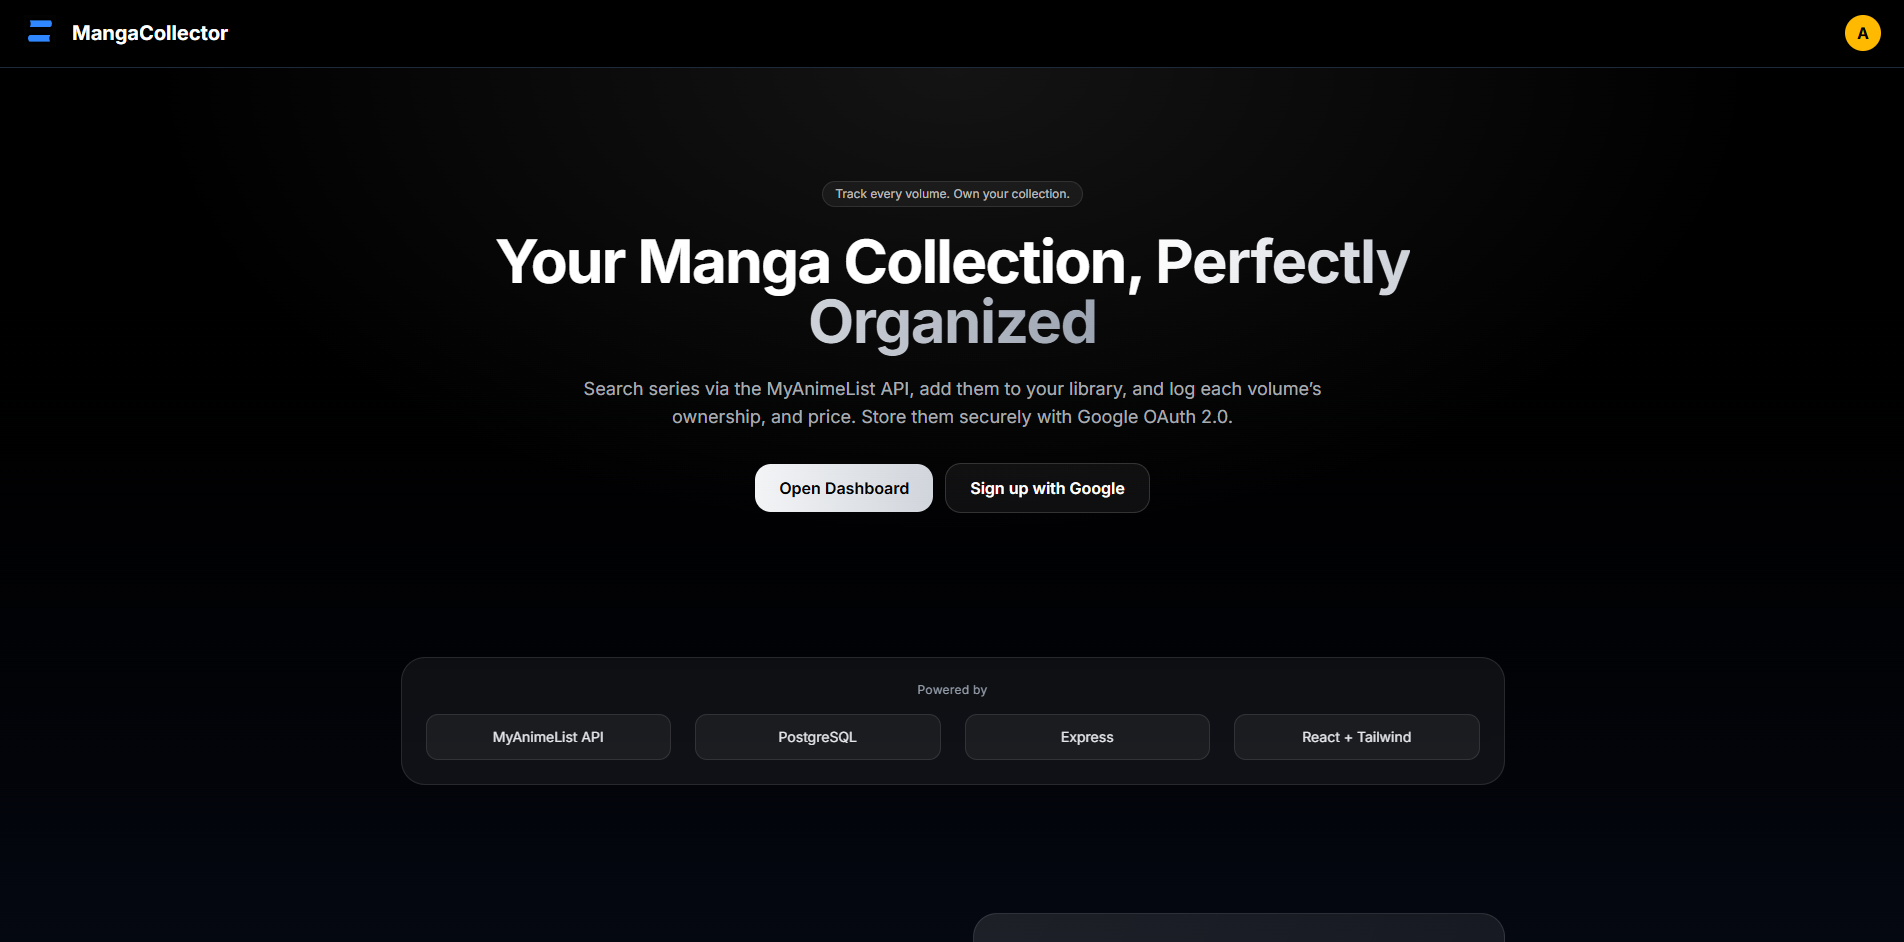 MangaCollector
A
Track every volume. Own your collection.
Your Manga Collection, Perfectly
Organized
Search series via the MyAnimeList API, add them to your library, and log each volume’s
ownership, and price. Store them securely with Google OAuth 2.0.
Open Dashboard
Sign up with Google
Powered by
MyAnimeList API
PostgreSQL
Express
React + Tailwind